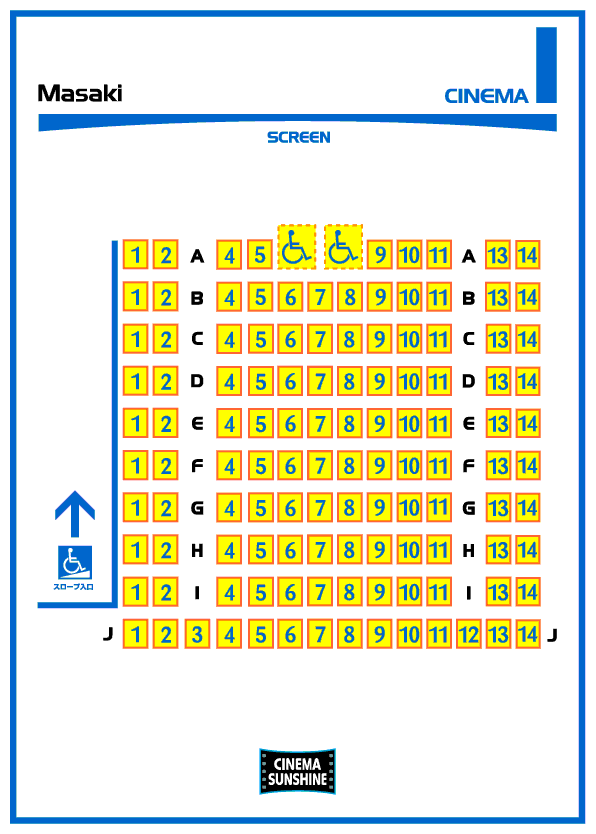 Masaki
CINEMA
SCREEN
1 2 A 4 5 9 10 11 A 13 14
1 2 B 4 5 6 7 8 9 10 11 B 13 14
1 2 C 4 5 6 7 8 9 10 11 C 13 14
1 2 D 4 5 6 7 8 9 10 11 D 13 14
1 2 E 4 5 6 7 8 9 10 11 E 13 14
1 2 F 4 5 6 7 8 9 10 11 F 13 14
1 2 G 4 5 6 7 8 9 10 11 G 13 14
1 2 H 4 5 6 7 8 9 10 11 H 13 14
1 2 I 4 5 6 7 8 9 10 11 I 13 14
スロープ入口
J 1 2 3 4 5 6 7 8 9 10 11 12 13 14 J
CINEMA
SUNSHINE